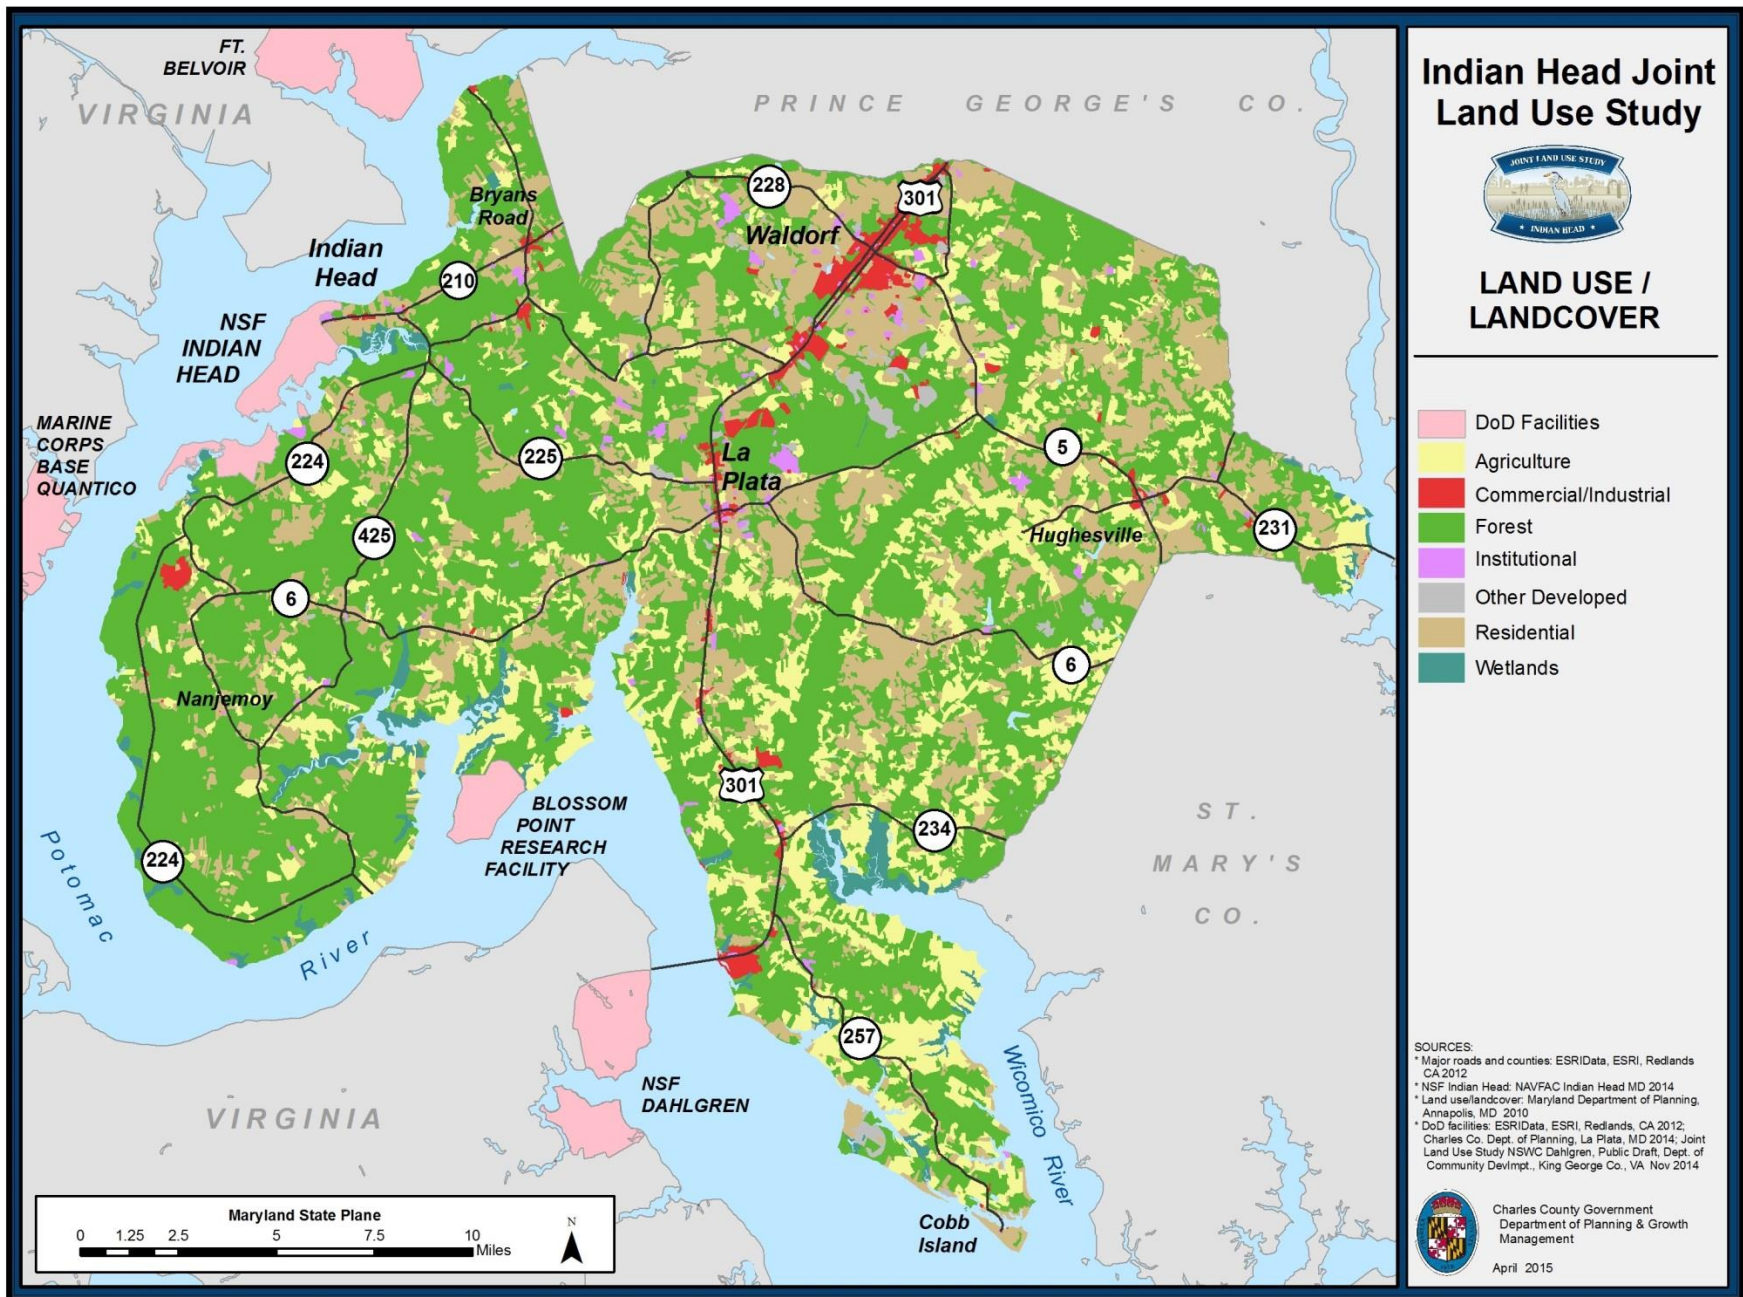 FT.
BELVOIR
VIRGINIA
PRINCE GEORGE'S CO.
228
301
Bryans
Road
Waldorf
Indian
Head
210
NSF
INDIAN
HEAD
MARINE
CORPS
BASE
QUANTICO
224
225
La
Plata
5
425
Hughesville
231
6
6
Nanjemoy
301
BLOSSOM
POINT
RESEARCH
FACILITY
234
ST.
MARY'S
CO.
224
Potomac
River
257
NSF
DAHLGREN
VIRGINIA
Wicomico
River
Cobb
Island
Maryland State Plane
0 1.25 2.5 5 7.5 10
Miles
N
Indian Head Joint
Land Use Study
JOINT LAND USE STUDY
INDIAN HEAD
LAND USE /
LANDCOVER
DoD Facilities
Agriculture
Commercial/Industrial
Forest
Institutional
Other Developed
Residential
Wetlands
SOURCES:
* Major roads and counties: ESRIData, ESRI, Redlands
CA 2012
* NSF Indian Head: NAVFAC Indian Head MD 2014
* Land use/landcover: Maryland Department of Planning,
Annapolis, MD 2010
* DoD facilities: ESRIData, ESRI, Redlands, CA 2012;
Charles Co. Dept. of Planning, La Plata, MD 2014; Joint
Land Use Study NSWC Dahlgren, Public Draft, Dept. of
Community Devlmpt., King George Co., VA Nov 2014
Charles County Government
Department of Planning & Growth
Management
April 2015